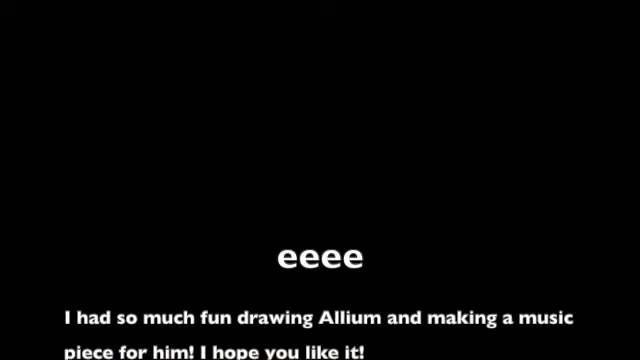 eeee
I had so much fun drawing Allium and making a music
piece for him! I hope you like it!